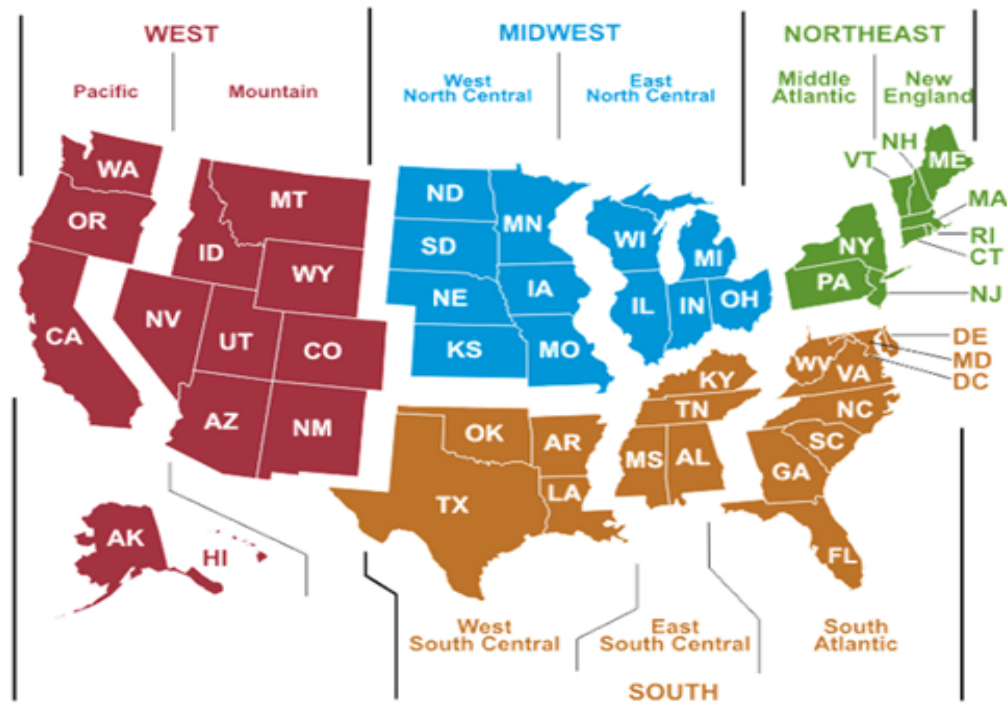 WEST
MIDWEST
NORTHEAST
Pacific
Mountain
West
North Central
East
North Central
Middle
Atlantic
New
England
WA
OR
CA
NV
ID
MT
WY
UT
CO
AZ
NM
AK
HI
ND
SD
NE
KS
MN
IA
MO
WI
IL
MI
IN
OH
NH
VT
ME
MA
RI
CT
NY
PA
NJ
DE
MD
DC
WV
VA
NC
SC
GA
FL
KY
TN
MS
AL
OK
AR
TX
LA
West
South Central
East
South Central
South
Atlantic
SOUTH